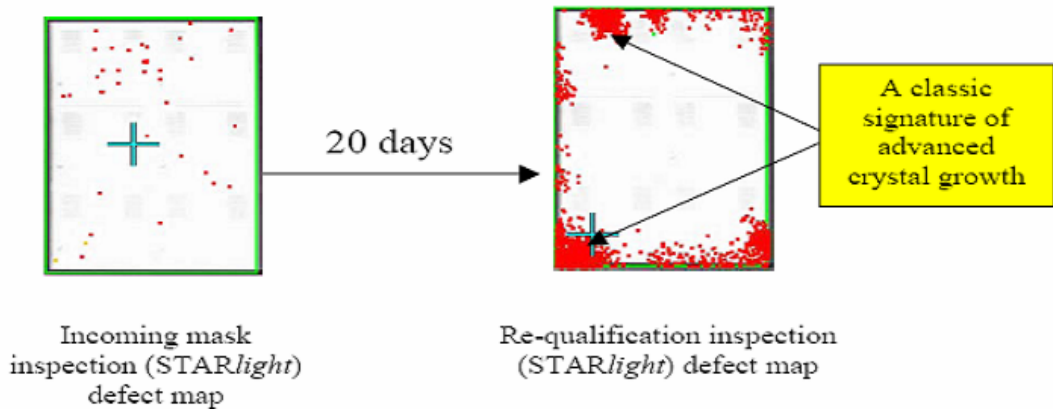 20 days
A classic
signature of
advanced
crystal growth
Incoming mask
inspection (STARlight)
defect map
Re-qualification inspection
(STARlight) defect map